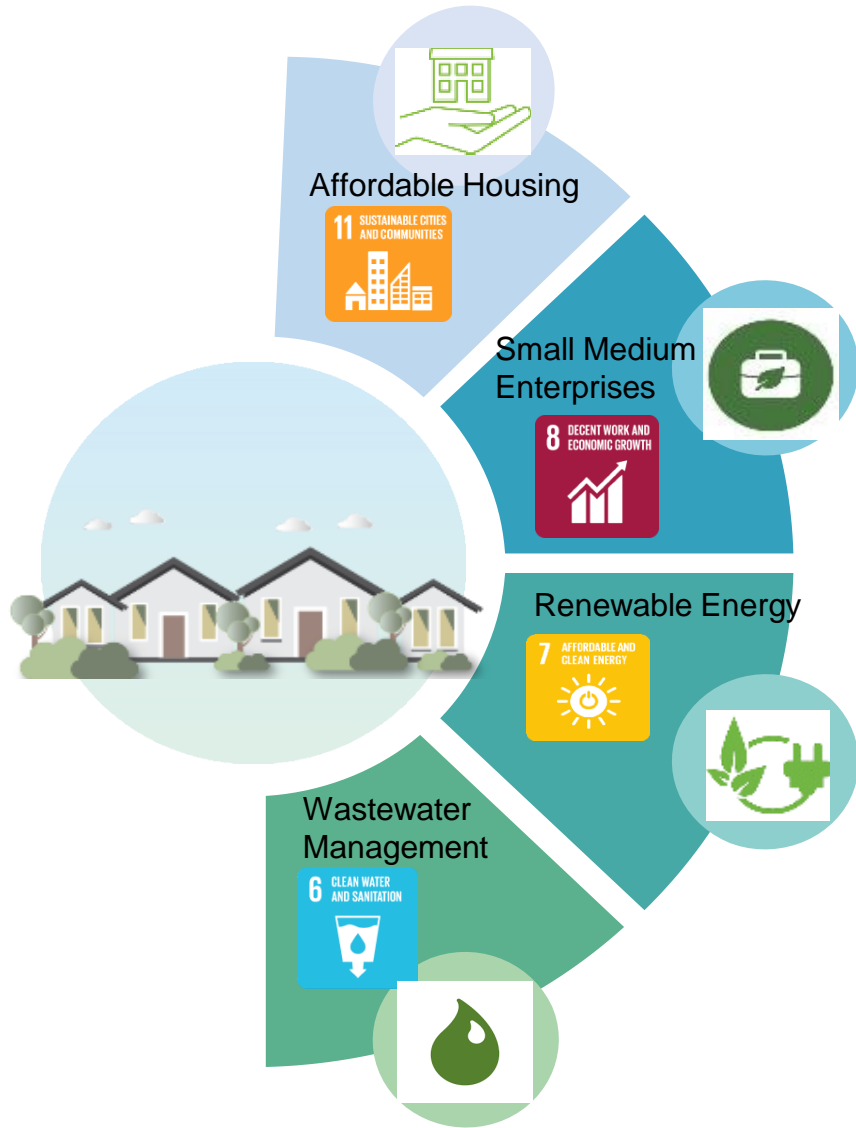 Affordable Housing
11 SUSTAINABLE CITIES
AND COMMUNITIES
Small Medium
Enterprises
8 DECENT WORK AND
ECONOMIC GROWTH
Renewable Energy
7 AFFORDABLE AND
CLEAN ENERGY
Wastewater
Management
6 CLEAN WATER
AND SANITATION